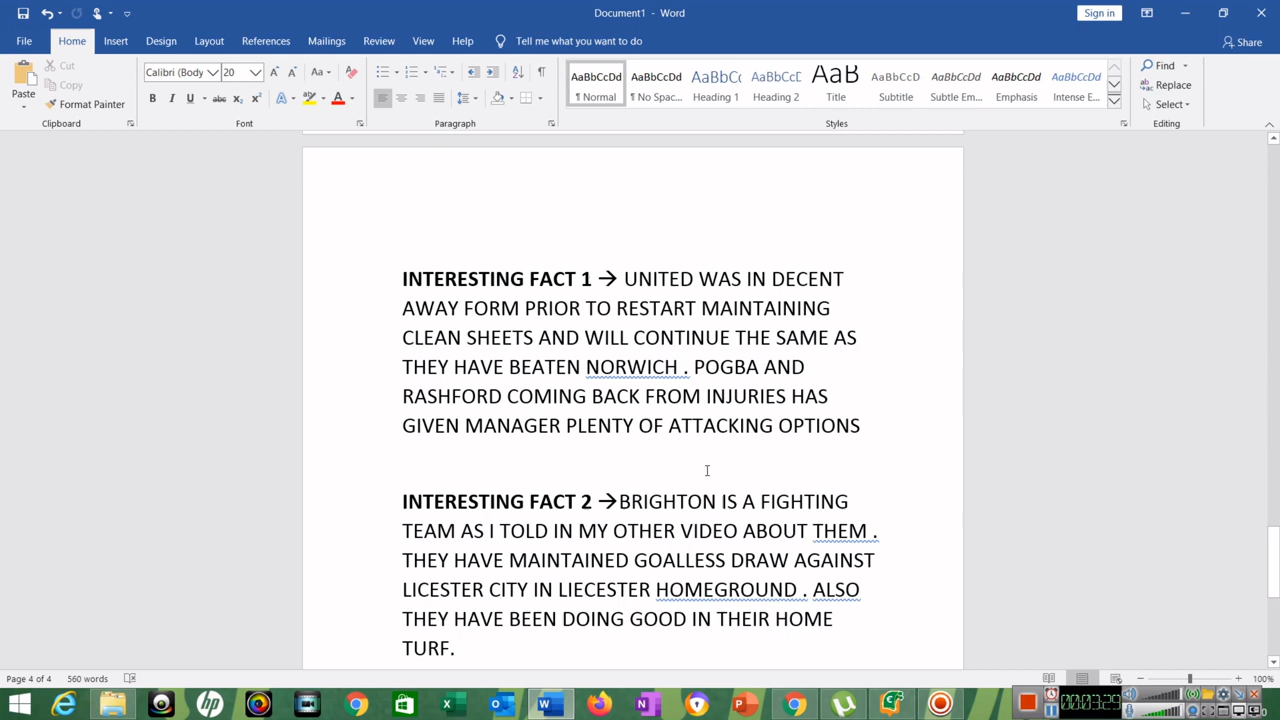 Document1 - Word
Sign in
File Home Insert Design Layout References Mailings Review View Help Tell me what you want to do Share
Cut
Copy
Format Painter
Paste
Calibri (Body 20
Aa
B I U abc
AaBbCcDd AaBbCcDd AaBbCc AaBbCcC AaB AaBbCcD AaBbCcDd AaBbCcDd AaBbCcDd
¶ Normal ¶ No Spac... Heading 1 Heading 2 Title Subtitle Subtle Em... Emphasis Intense E...
Find
Replace
Select
Clipboard Font Paragraph Styles Editing
INTERESTING FACT 1 → UNITED WAS IN DECENT
AWAY FORM PRIOR TO RESTART MAINTAINING
CLEAN SHEETS AND WILL CONTINUE THE SAME AS
THEY HAVE BEATEN NORWICH . POGBA AND
RASHFORD COMING BACK FROM INJURIES HAS
GIVEN MANAGER PLENTY OF ATTACKING OPTIONS
INTERESTING FACT 2 →BRIGHTON IS A FIGHTING
TEAM AS I TOLD IN MY OTHER VIDEO ABOUT THEM .
THEY HAVE MAINTAINED GOALLESS DRAW AGAINST
LICESTER CITY IN LIECESTER HOMEGROUND . ALSO
THEY HAVE BEEN DOING GOOD IN THEIR HOME
TURF.
Page 4 of 4 560 words 100%